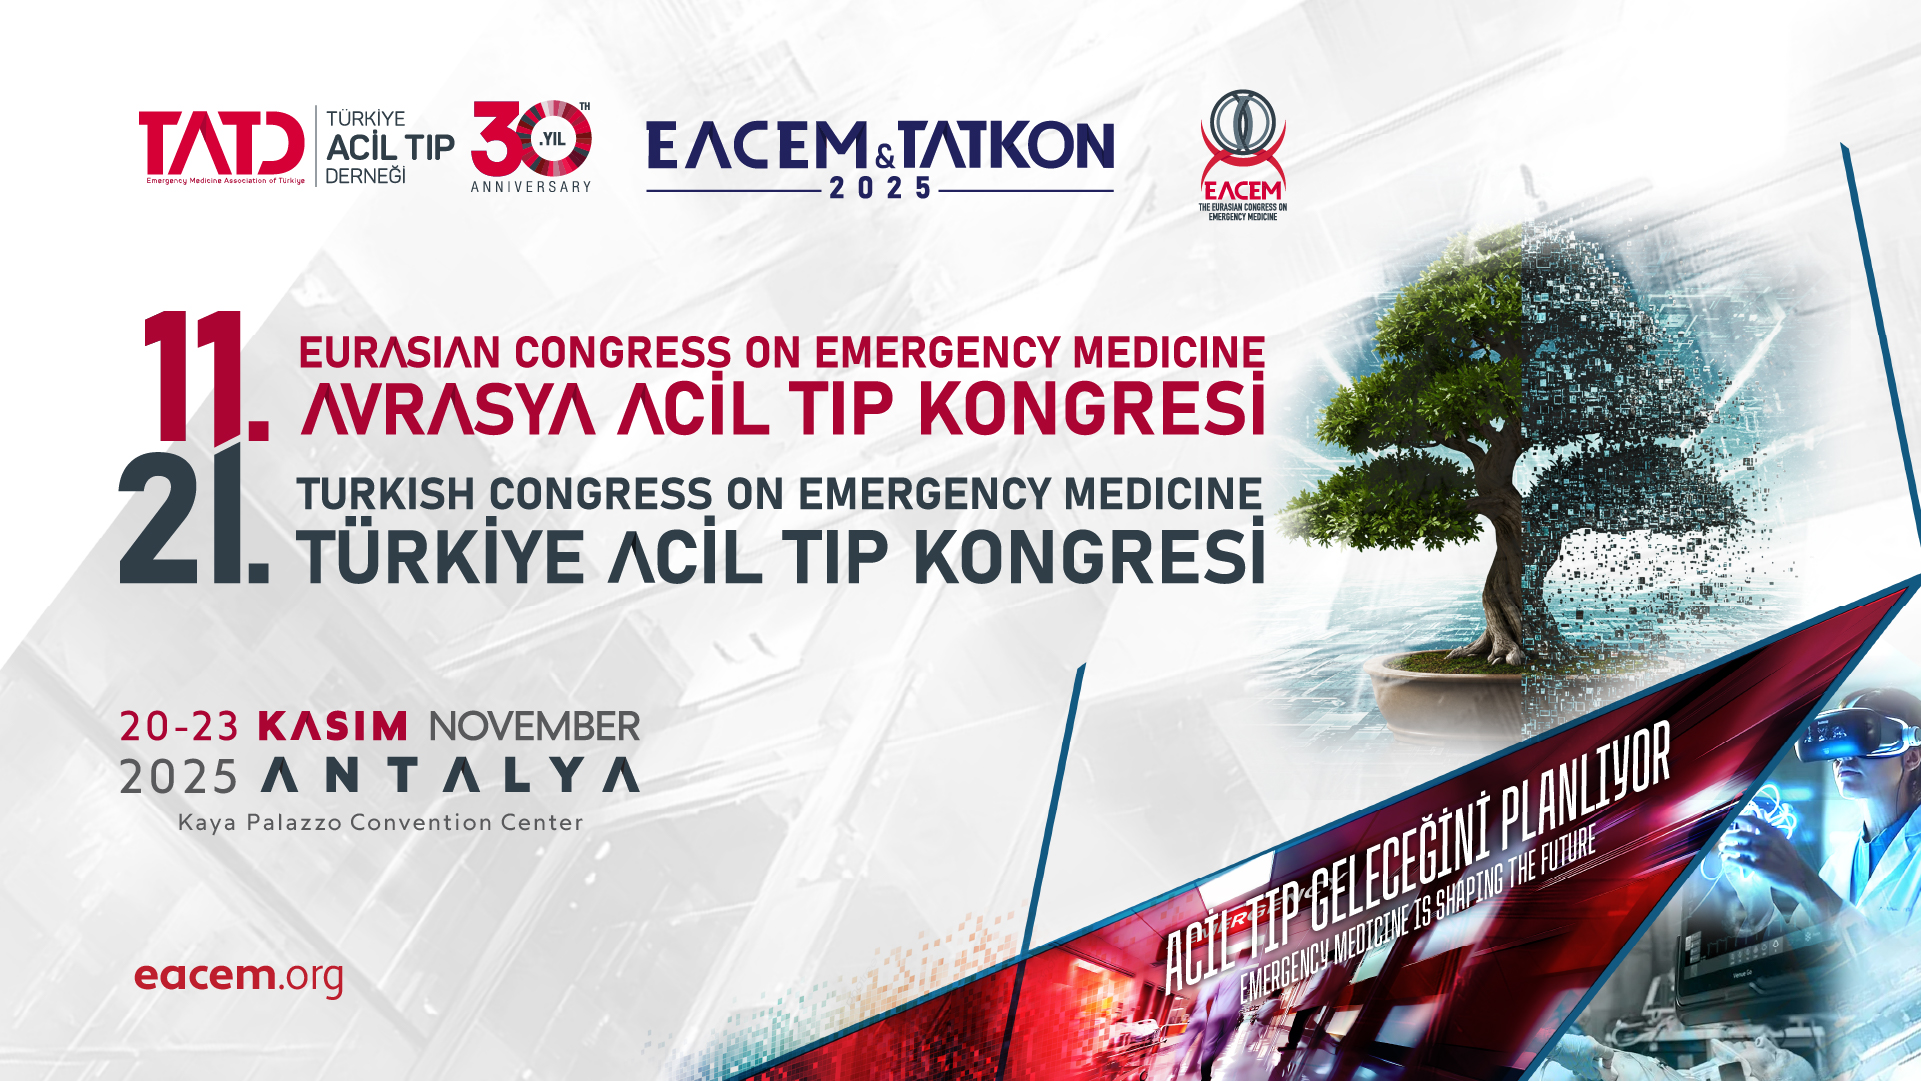 TATD
Emergency Medicine Association of Türkiye
TÜRKİYE
ACİL TIP
DERNEĞİ
30TH
.YIL
ANNIVERSARY
EACEM&TATKON
2025
EACEM
THE EURASIAN CONGRESS ON
EMERGENCY MEDICINE
11.
EURASIAN CONGRESS ON EMERGENCY MEDICINE
AVRASYA ACİL TIP KONGRESİ
21.
TURKISH CONGRESS ON EMERGENCY MEDICINE
TÜRKİYE ACİL TIP KONGRESİ
20-23 KASIM NOVEMBER
2025 ANTALYA
Kaya Palazzo Convention Center
eacem.org
ACİL TIP GELECEĞİNİ PLANLIYOR
EMERGENCY MEDICINE IS SHAPING THE FUTURE
EMERGENCY
Venue Go